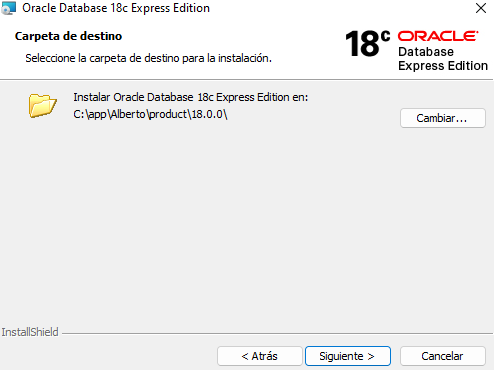 Oracle Database 18c Express Edition
Carpeta de destino
Seleccione la carpeta de destino para la instalación.
18c ORACLE
Database
Express Edition
Instalar Oracle Database 18c Express Edition en:
C:\app\Alberto\product\18.0.0\
Cambiar...
InstallShield
< Atrás
Siguiente >
Cancelar